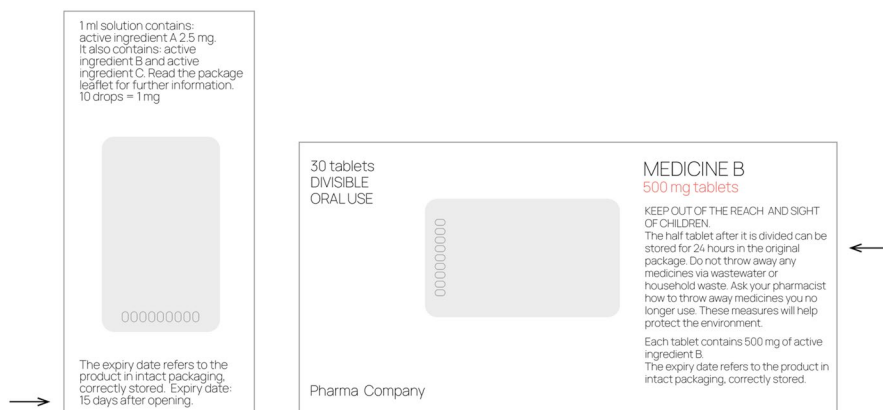 1 ml solution contains:
active ingredient A 2.5 mg.
It also contains: active
ingredient B and active
ingredient C. Read the package
leaflet for further information.
10 drops = 1 mg
000000000
The expiry date refers to the
product in intact packaging,
correctly stored. Expiry date:
15 days after opening.
30 tablets
DIVISIBLE
ORAL USE
000000000
Pharma Company
MEDICINE B
500 mg tablets
KEEP OUT OF THE REACH AND SIGHT
OF CHILDREN.
The half tablet after it is divided can be
stored for 24 hours in the original
package. Do not throw away any
medicines via wastewater or
household waste. Ask your pharmacist
how to throw away medicines you no
longer use. These measures will help
protect the environment.
Each tablet contains 500 mg of active
ingredient B.
The expiry date refers to the product in
intact packaging, correctly stored.